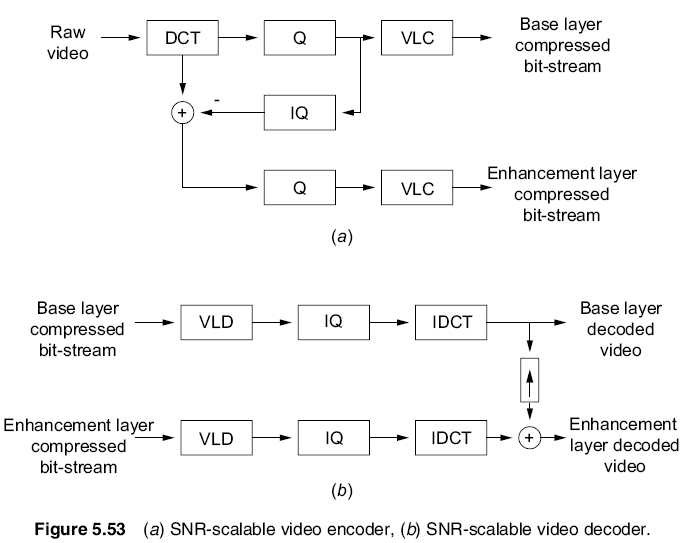 Raw
video
DCT
Q
VLC
Base layer
compressed
bit-stream
+
-
IQ
Q
VLC
Enhancement layer
compressed
bit-stream
(a)
Base layer
compressed
bit-stream
VLD
IQ
IDCT
Base layer
decoded
video
Enhancement layer
compressed
bit-stream
VLD
IQ
IDCT
+
Enhancement
layer decoded
video
(b)
Figure 5.53 (a) SNR-scalable video encoder, (b) SNR-scalable video decoder.